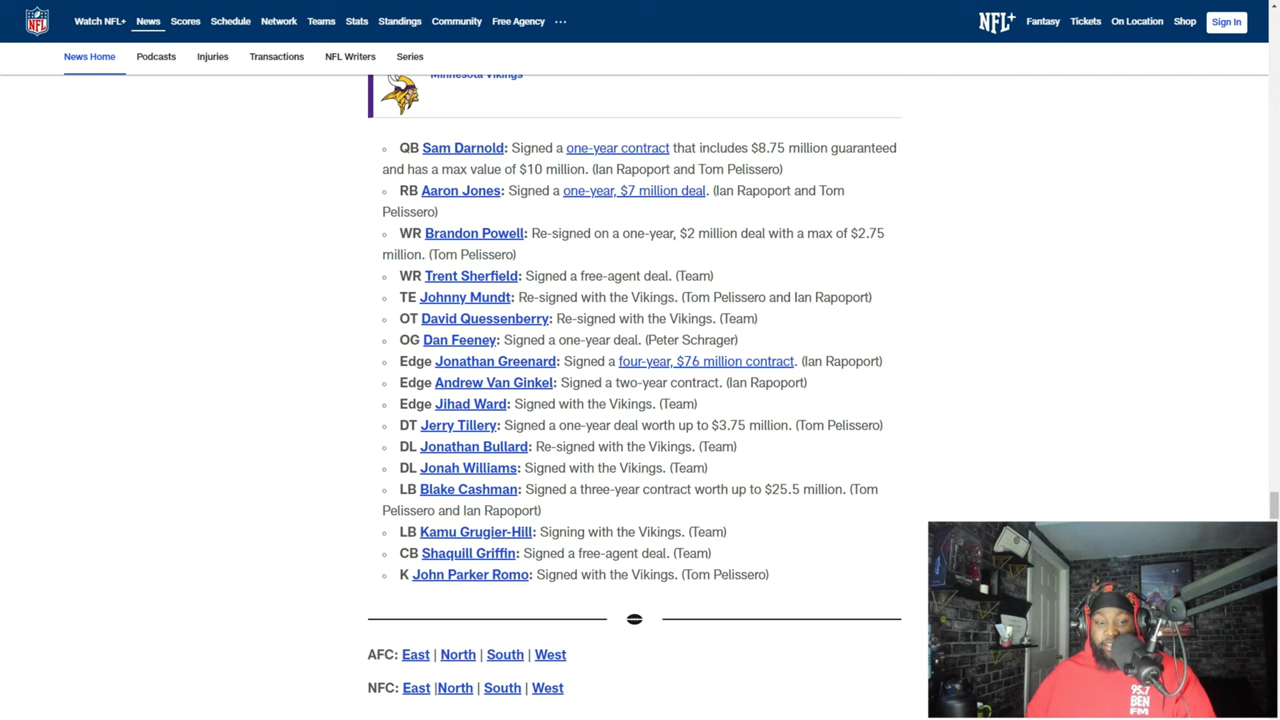 NFL
Watch NFL+ News Scores Schedule Network Teams Stats Standings Community Free Agency ...
NFL+ Fantasy Tickets On Location Shop Sign In
News Home Podcasts Injuries Transactions NFL Writers Series
Minnesota Vikings
QB Sam Darnold: Signed a one-year contract that includes $8.75 million guaranteed
and has a max value of $10 million. (Ian Rapoport and Tom Pelissero)
RB Aaron Jones: Signed a one-year, $7 million deal. (Ian Rapoport and Tom
Pelissero)
WR Brandon Powell: Re-signed on a one-year, $2 million deal with a max of $2.75
million. (Tom Pelissero)
WR Trent Sherfield: Signed a free-agent deal. (Team)
TE Johnny Mundt: Re-signed with the Vikings. (Tom Pelissero and Ian Rapoport)
OT David Quessenberry: Re-signed with the Vikings. (Team)
OG Dan Feeney: Signed a one-year deal. (Peter Schrager)
Edge Jonathan Greenard: Signed a four-year, $76 million contract. (Ian Rapoport)
Edge Andrew Van Ginkel: Signed a two-year contract. (Ian Rapoport)
Edge Jihad Ward: Signed with the Vikings. (Team)
DT Jerry Tillery: Signed a one-year deal worth up to $3.75 million. (Tom Pelissero)
DL Jonathan Bullard: Re-signed with the Vikings. (Team)
DL Jonah Williams: Signed with the Vikings. (Team)
LB Blake Cashman: Signed a three-year contract worth up to $25.5 million. (Tom
Pelissero and Ian Rapoport)
LB Kamu Grugier-Hill: Signing with the Vikings. (Team)
CB Shaquill Griffin: Signed a free-agent deal. (Team)
K John Parker Romo: Signed with the Vikings. (Tom Pelissero)
AFC: East | North | South | West
NFC: East |North | South | West
95.7
BEN
FM